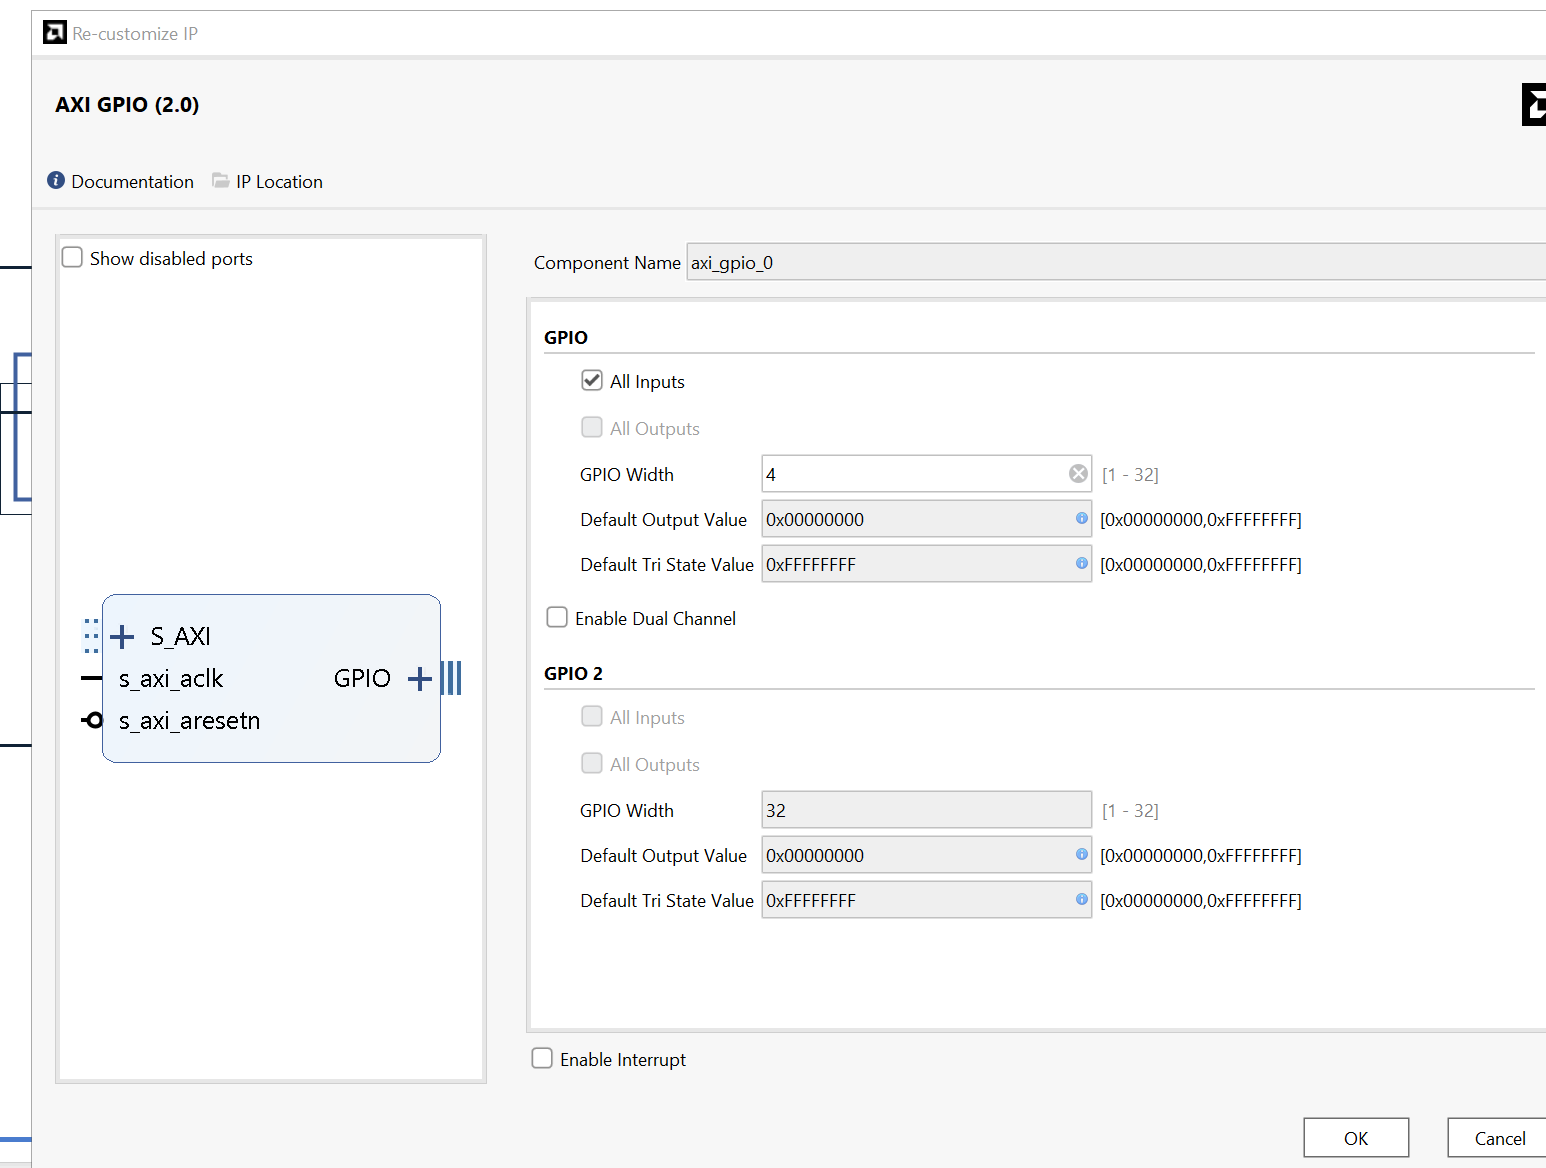 Re-customize IP
AXI GPIO (2.0)
Documentation IP Location
Show disabled ports
S_AXI
s_axi_aclk
GPIO
s_axi_aresetn
Component Name axi_gpio_0
GPIO
All Inputs
All Outputs
GPIO Width 4 [1 - 32]
Default Output Value 0x00000000 [0x00000000,0xFFFFFFFF]
Default Tri State Value 0xFFFFFFFF [0x00000000,0xFFFFFFFF]
Enable Dual Channel
GPIO 2
All Inputs
All Outputs
GPIO Width 32 [1 - 32]
Default Output Value 0x00000000 [0x00000000,0xFFFFFFFF]
Default Tri State Value 0xFFFFFFFF [0x00000000,0xFFFFFFFF]
Enable Interrupt
OK Cancel